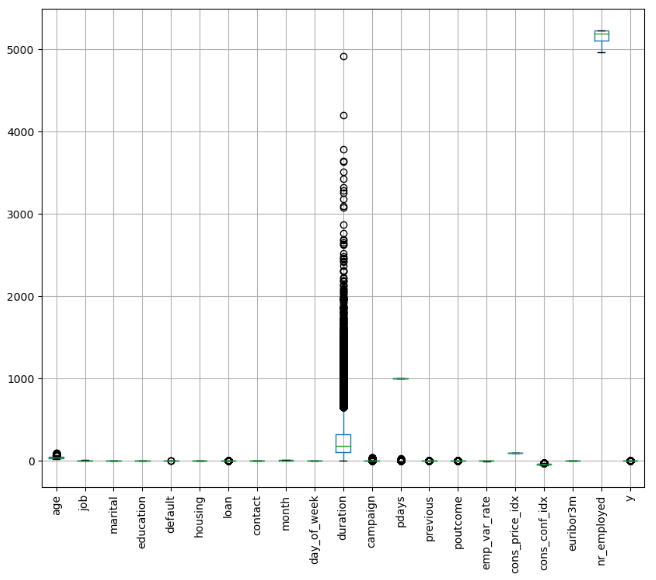 5000
4000
3000
2000
1000
0
age
job
marital
education
default
housing
loan
contact
month
day_of_week
duration
campaign
pdays
previous
poutcome
emp_var_rate
cons_price_idx
cons_conf_idx
euribor3m
nr_employed
y